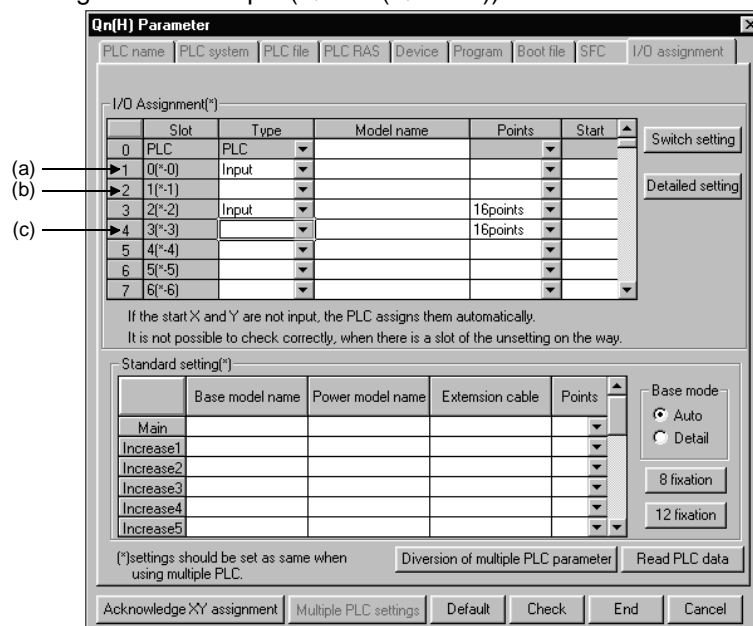 Qn(H) Parameter
PLC name PLC system PLC file PLC RAS Device Program Boot file SFC I/O assignment
I/O Assignment(*)
Slot Type Model name Points Start
0 PLC PLC
(a) 1 0(*-0) Input
(b) 2 1(*-1)
3 2(*-2) Input 16points
(c) 4 3(*-3) 16points
5 4(*-4)
6 5(*-5)
7 6(*-6)
Switch setting
Detailed setting
If the start X and Y are not input, the PLC assigns them automatically.
It is not possible to check correctly, when there is a slot of the unsetting on the way.
Standard setting(*)
Base model name Power model name Extemsion cable Points
Main
Increase1
Increase2
Increase3
Increase4
Increase5
Base mode
Auto
Detail
8 fixation
12 fixation
(*)settings should be set as same when
using multiple PLC.
Diversion of multiple PLC parameter Read PLC data
Acknowledge XY assignment Multiple PLC settings Default Check End Cancel